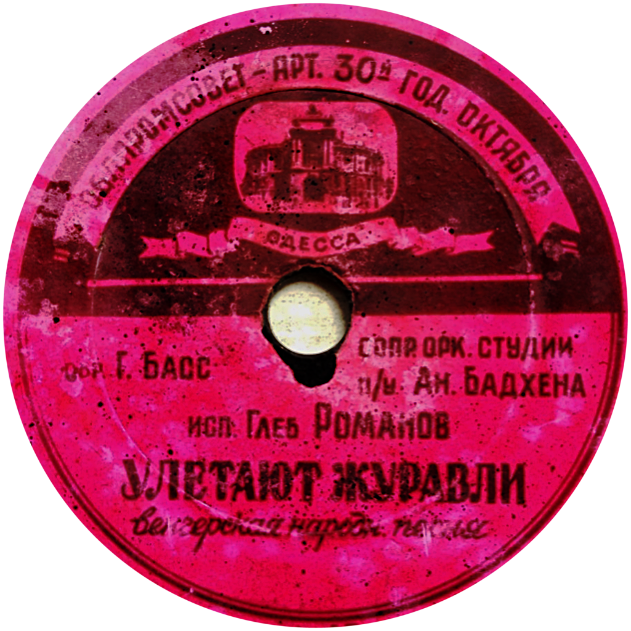 ОБЛПРОМСОВЕТ – АРТ. 30Й ГОД. ОКТЯБРЯ
ОДЕССА
ОБР. Г. БАСС
СОПР. ОРК. СТУДИИ
П/У. АН. БАДХЕНА
ИСП. ГЛЕБ РОМАНОВ
УЛЕТАЮТ ЖУРАВЛИ
венгерская народн. песня